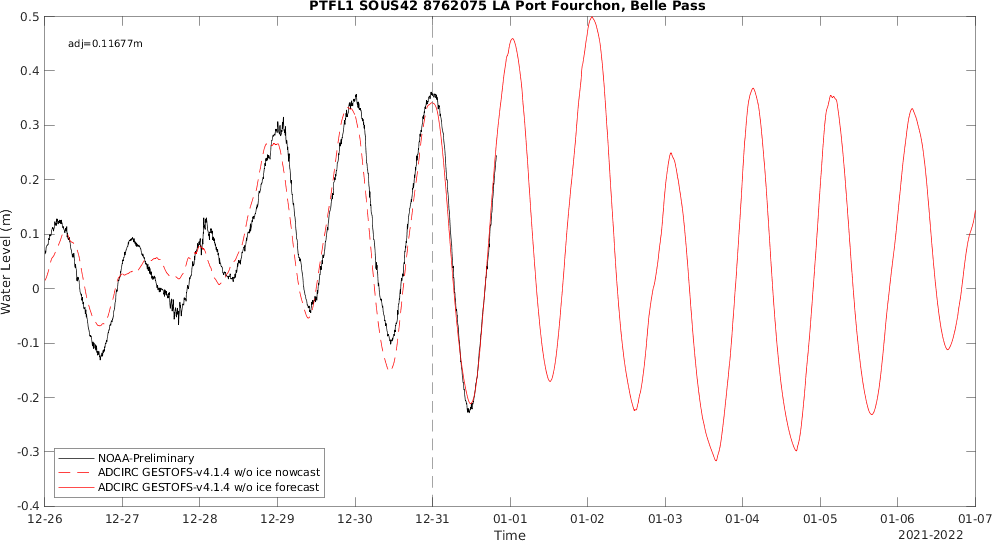 PTFL1 SOUS42 8762075 LA Port Fourchon, Belle Pass
adj=0.11677m
0.5
0.4
0.3
0.2
0.1
0
-0.1
-0.2
-0.3
-0.4
Water Level (m)
NOAA-Preliminary
ADCIRC GESTOFS-v4.1.4 w/o ice nowcast
ADCIRC GESTOFS-v4.1.4 w/o ice forecast
12-26 12-27 12-28 12-29 12-30 12-31 01-01 01-02 01-03 01-04 01-05 01-06 01-07
Time
2021-2022